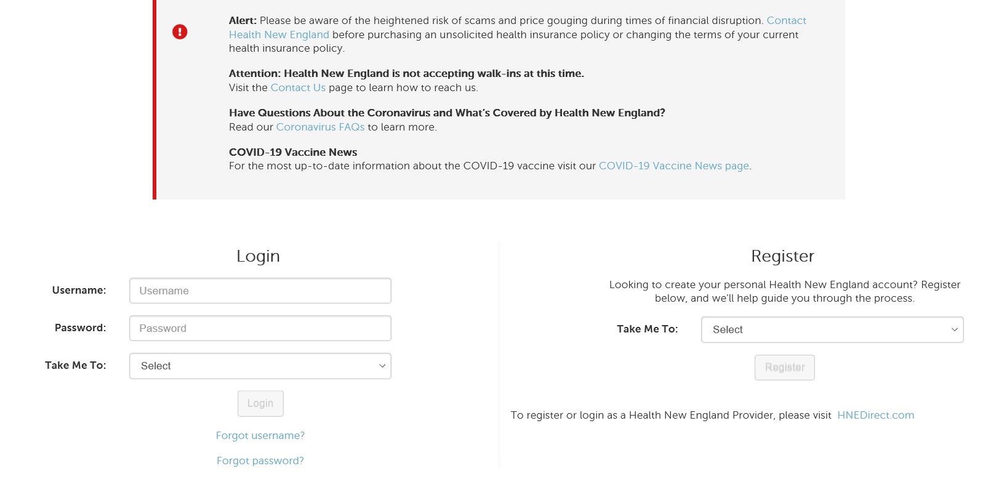 Alert: Please be aware of the heightened risk of scams and price gouging during times of financial disruption. Contact
Health New England before purchasing an unsolicited health insurance policy or changing the terms of your current
health insurance policy.
Attention: Health New England is not accepting walk-ins at this time.
Visit the Contact Us page to learn how to reach us.
Have Questions About the Coronavirus and What's Covered by Health New England?
Read our Coronavirus FAQs to learn more.
COVID-19 Vaccine News
For the most up-to-date information about the COVID-19 vaccine visit our COVID-19 Vaccine News page.
Login
Username: Username
Password: Password
Take Me To: Select
Login
Forgot username?
Forgot password?
Register
Looking to create your personal Health New England account? Register
below, and we'll help guide you through the process.
Take Me To: Select
Register
To register or login as a Health New England Provider, please visit HNEDirect.com